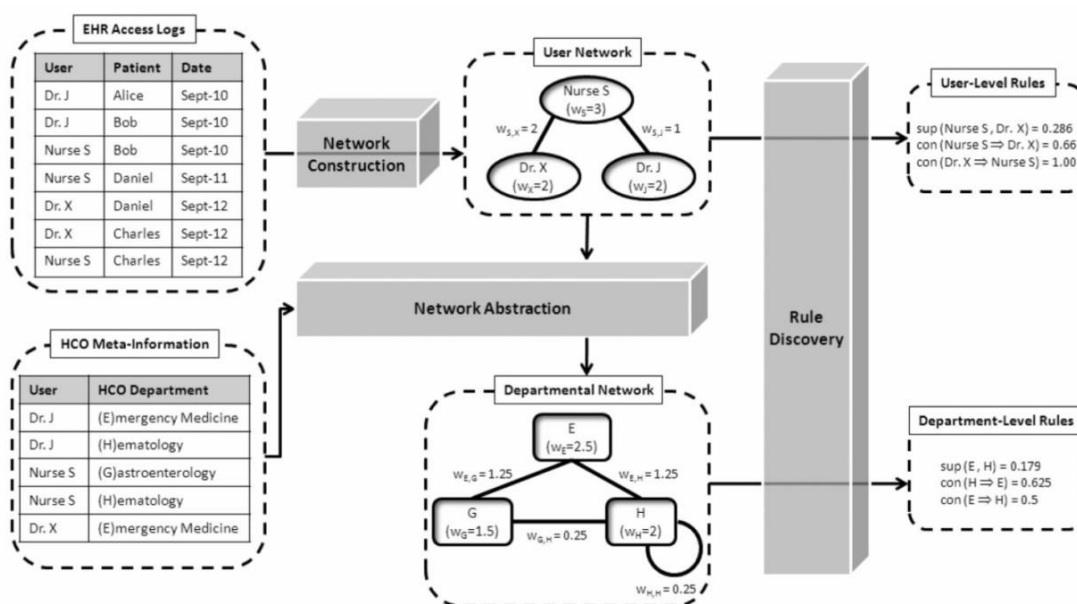 EHR Access Logs
User Patient Date
Dr. J Alice Sept-10
Dr. J Bob Sept-10
Nurse S Bob Sept-10
Nurse S Daniel Sept-11
Dr. X Daniel Sept-12
Dr. X Charles Sept-12
Nurse S Charles Sept-12
Network
Construction
User Network
Nurse S
(wS=3)
wS,X = 2
wS,J = 1
Dr. X
(wX=2)
Dr. J
(wJ=2)
User-Level Rules
sup (Nurse S , Dr. X) = 0.286
con (Nurse S ⇒ Dr. X) = 0.66
con (Dr. X ⇒ Nurse S) = 1.00
Network Abstraction
Rule
Discovery
HCO Meta-Information
User HCO Department
Dr. J (E)mergency Medicine
Dr. J (H)ematology
Nurse S (G)astroenterology
Nurse S (H)ematology
Dr. X (E)mergency Medicine
Departmental Network
E
(wE=2.5)
wE,G = 1.25
wE,H = 1.25
G
(wG=1.5)
H
(wH=2)
wG,H = 0.25
wH,H = 0.25
Department-Level Rules
sup (E , H) = 0.179
con (H ⇒ E) = 0.625
con (E ⇒ H) = 0.5